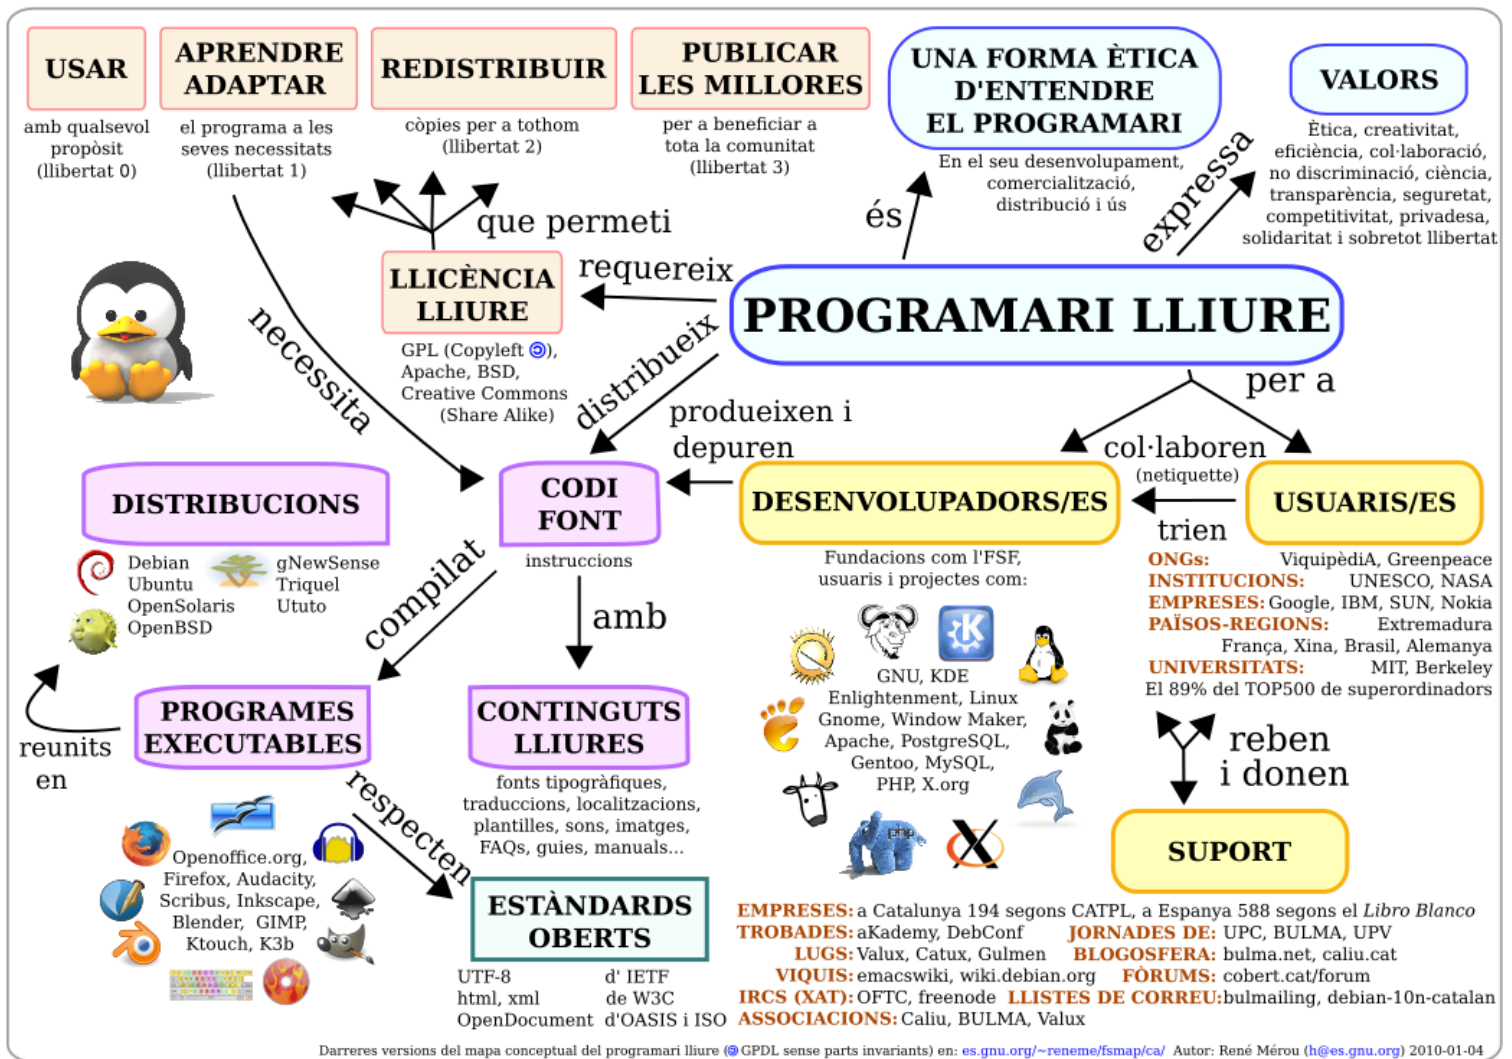 USAR
amb qualsevol
propòsit
(llibertat 0)
APRENDRE
ADAPTAR
el programa a les
seves necessitats
(llibertat 1)
REDISTRIBUIR
còpies per a tothom
(llibertat 2)
PUBLICAR
LES MILLORES
per a beneficiar a
tota la comunitat
(llibertat 3)
UNA FORMA ÈTICA
D'ENTENDRE
EL PROGRAMARI
En el seu desenvolupament,
comercialització,
distribució i ús
VALORS
Ètica, creativitat,
eficiència, col·laboració,
no discriminació, ciència,
transparència, seguretat,
competitivitat, privadesa,
solidaritat i sobretot llibertat
que permeti
és
expressa
LLICÈNCIA
LLIURE
GPL (Copyleft ),
Apache, BSD,
Creative Commons
(Share Alike)
requereix
PROGRAMARI LLIURE
necessita
distribueix
per a
produeixen i
depuren
col·laboren
(netiquette)
trien
DISTRIBUCIONS
Debian
Ubuntu
OpenSolaris
OpenBSD
gNewSense
Triquel
Ututo
CODI
FONT
instruccions
DESENVOLUPADORS/ES
Fundacions com l'FSF,
usuaris i projectes com:
GNU, KDE
Enlightenment, Linux
Gnome, Window Maker,
Apache, PostgreSQL,
Gentoo, MySQL,
PHP, X.org
php
USUARIS/ES
ONGs: ViquipèdiA, Greenpeace
INSTITUCIONS: UNESCO, NASA
EMPRESES: Google, IBM, SUN, Nokia
PAÏSOS-REGIONS: Extremadura
França, Xina, Brasil, Alemanya
UNIVERSITATS: MIT, Berkeley
El 89% del TOP500 de superordinadors
compilat
amb
reunits
en
PROGRAMES
EXECUTABLES
Openoffice.org,
Firefox, Audacity,
Scribus, Inkscape,
Blender, GIMP,
Ktouch, K3b
CONTINGUTS
LLIURES
fonts tipogràfiques,
traduccions, localitzacions,
plantilles, sons, imatges,
FAQs, guies, manuals...
respecten
ESTÀNDARDS
OBERTS
UTF-8 d' IETF
html, xml de W3C
OpenDocument d'OASIS i ISO
reben
i donen
SUPORT
EMPRESES: a Catalunya 194 segons CATPL, a Espanya 588 segons el Libro Blanco
TROBADES: aKademy, DebConf JORNADES DE: UPC, BULMA, UPV
LUGS: Valux, Catux, Gulmen BLOGOSFERA: bulma.net, caliu.cat
VIQUIS: emacswiki, wiki.debian.org FÒRUMS: cobert.cat/forum
IRCS (XAT): OFTC, freenode LLISTES DE CORREU: bulmailing, debian-10n-catalan
ASSOCIACIONS: Caliu, BULMA, Valux
Darreres versions del mapa conceptual del programari lliure ( GPDL sense parts invariants) en: es.gnu.org/~reneme/fsmap/ca/ Autor: René Mérou (h@es.gnu.org) 2010-01-04